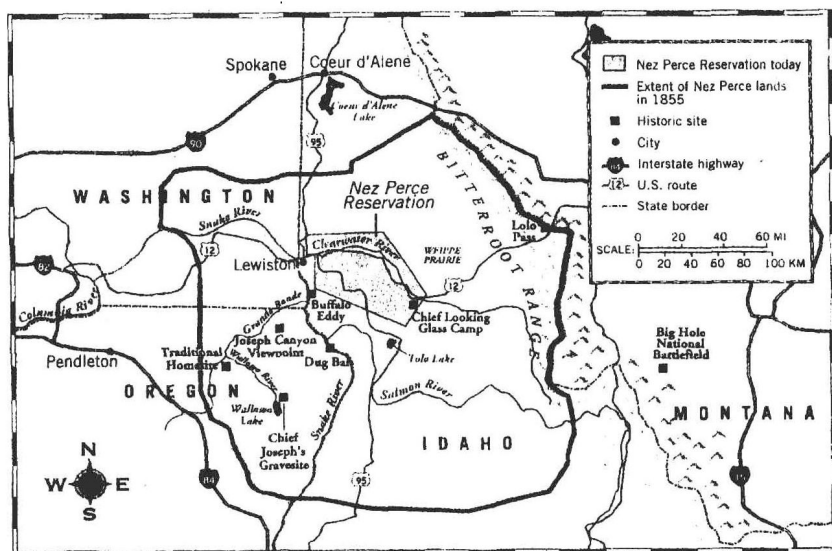 Spokane
Coeur d'Alene
Coeur d'Alene
Lake
90
95
WASHINGTON
Nez Perce
Reservation
BITTERROOT RANGE
Snake River
12
Clearwater River
Lolo
Pass
82
Columbia River
Lewiston
12
Buffalo
Eddy
Chief Looking
Glass Camp
Grande Ronde
Joseph Canyon
Viewpoint
Pendleton
Traditional
Homesite
Wallowa River
Dug Bar
Tolo Lake
Big Hole
National
Battlefield
OREGON
Wallowa
Lake
Snake River
Salmon River
MONTANA
Chief
Joseph's
Gravesite
IDAHO
N
W E
S
84
95
15
Nez Perce Reservation today
Extent of Nez Perce lands
in 1855
Historic site
City
Interstate highway
12 U.S. route
State border
0 20 40 60 MI
SCALE:
0 20 40 60 80 100 KM